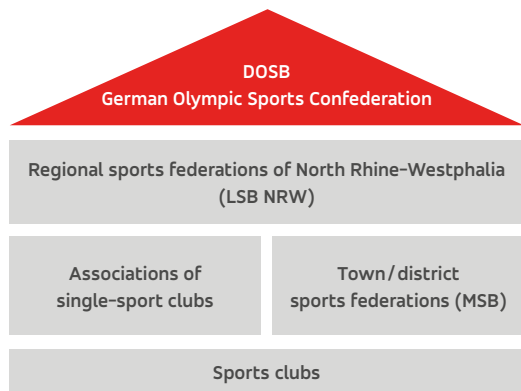 DOSB
German Olympic Sports Confederation
Regional sports federations of North Rhine-Westphalia
(LSB NRW)
Associations of
single-sport clubs
Town/district
sports federations (MSB)
Sports clubs